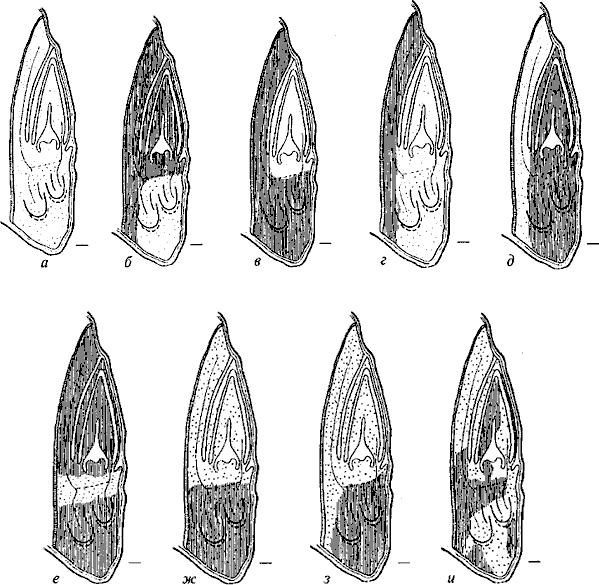 а б в г д
е ж з и